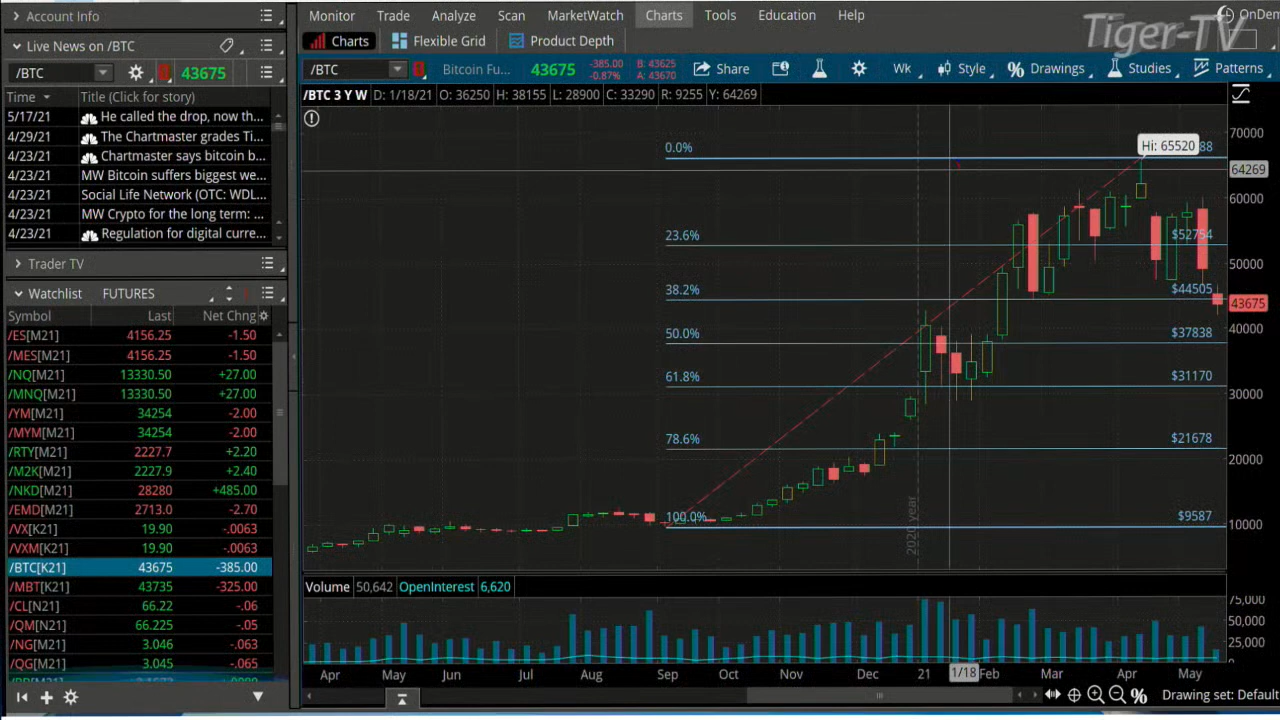 Account Info
Monitor Trade Analyze Scan MarketWatch Charts Tools Education Help
OnDem
Tiger-TV
Live News on /BTC
Charts Flexible Grid Product Depth
/BTC 43675
/BTC Bitcoin Fu... 43675 -385.00 -0.87% B: 43625 A: 43670 Share Wk Style % Drawings Studies Patterns
Time Title (Click for story)
/BTC 3 Y W D: 1/18/21 O: 36250 H: 38155 L: 28900 C: 33290 R: 9255 Y: 64269
5/17/21 He called the drop, now th...
4/29/21 The Chartmaster grades Ti...
4/23/21 Chartmaster says bitcoin b...
4/23/21 MW Bitcoin suffers biggest we...
4/23/21 Social Life Network (OTC: WDL...
4/23/21 MW Crypto for the long term: ...
4/23/21 Regulation for digital curre...
Trader TV
Watchlist FUTURES
Symbol Last Net Chng
/ES[M21] 4156.25 -1.50
/MES[M21] 4156.25 -1.50
/NQ[M21] 13330.50 +27.00
/MNQ[M21] 13330.50 +27.00
/YM[M21] 34254 -2.00
/MYM[M21] 34254 -2.00
/RTY[M21] 2227.7 +2.20
/M2K[M21] 2227.9 +2.40
/NKD[M21] 28280 +485.00
/EMD[M21] 2713.0 -2.70
/VX[K21] 19.90 -.0063
/VXM[K21] 19.90 -.0063
/BTC[K21] 43675 -385.00
/MBT[K21] 43735 -325.00
/CL[N21] 66.22 -.06
/QM[N21] 66.225 -.05
/NG[N21] 3.046 -.063
/QG[N21] 3.045 -.065
0.0% Hi: 65520 88
23.6% $52754
38.2% $44505
50.0% $37838
61.8% $31170
78.6% $21678
100.0% $9587
70000
64269
60000
50000
43675
40000
30000
20000
10000
2020 year
Volume 50,642 OpenInterest 6,620
75,000
50,000
25,000
0
Apr May Jun Jul Aug Sep Oct Nov Dec 21 1/18 Feb Mar Apr May
% Drawing set: Default